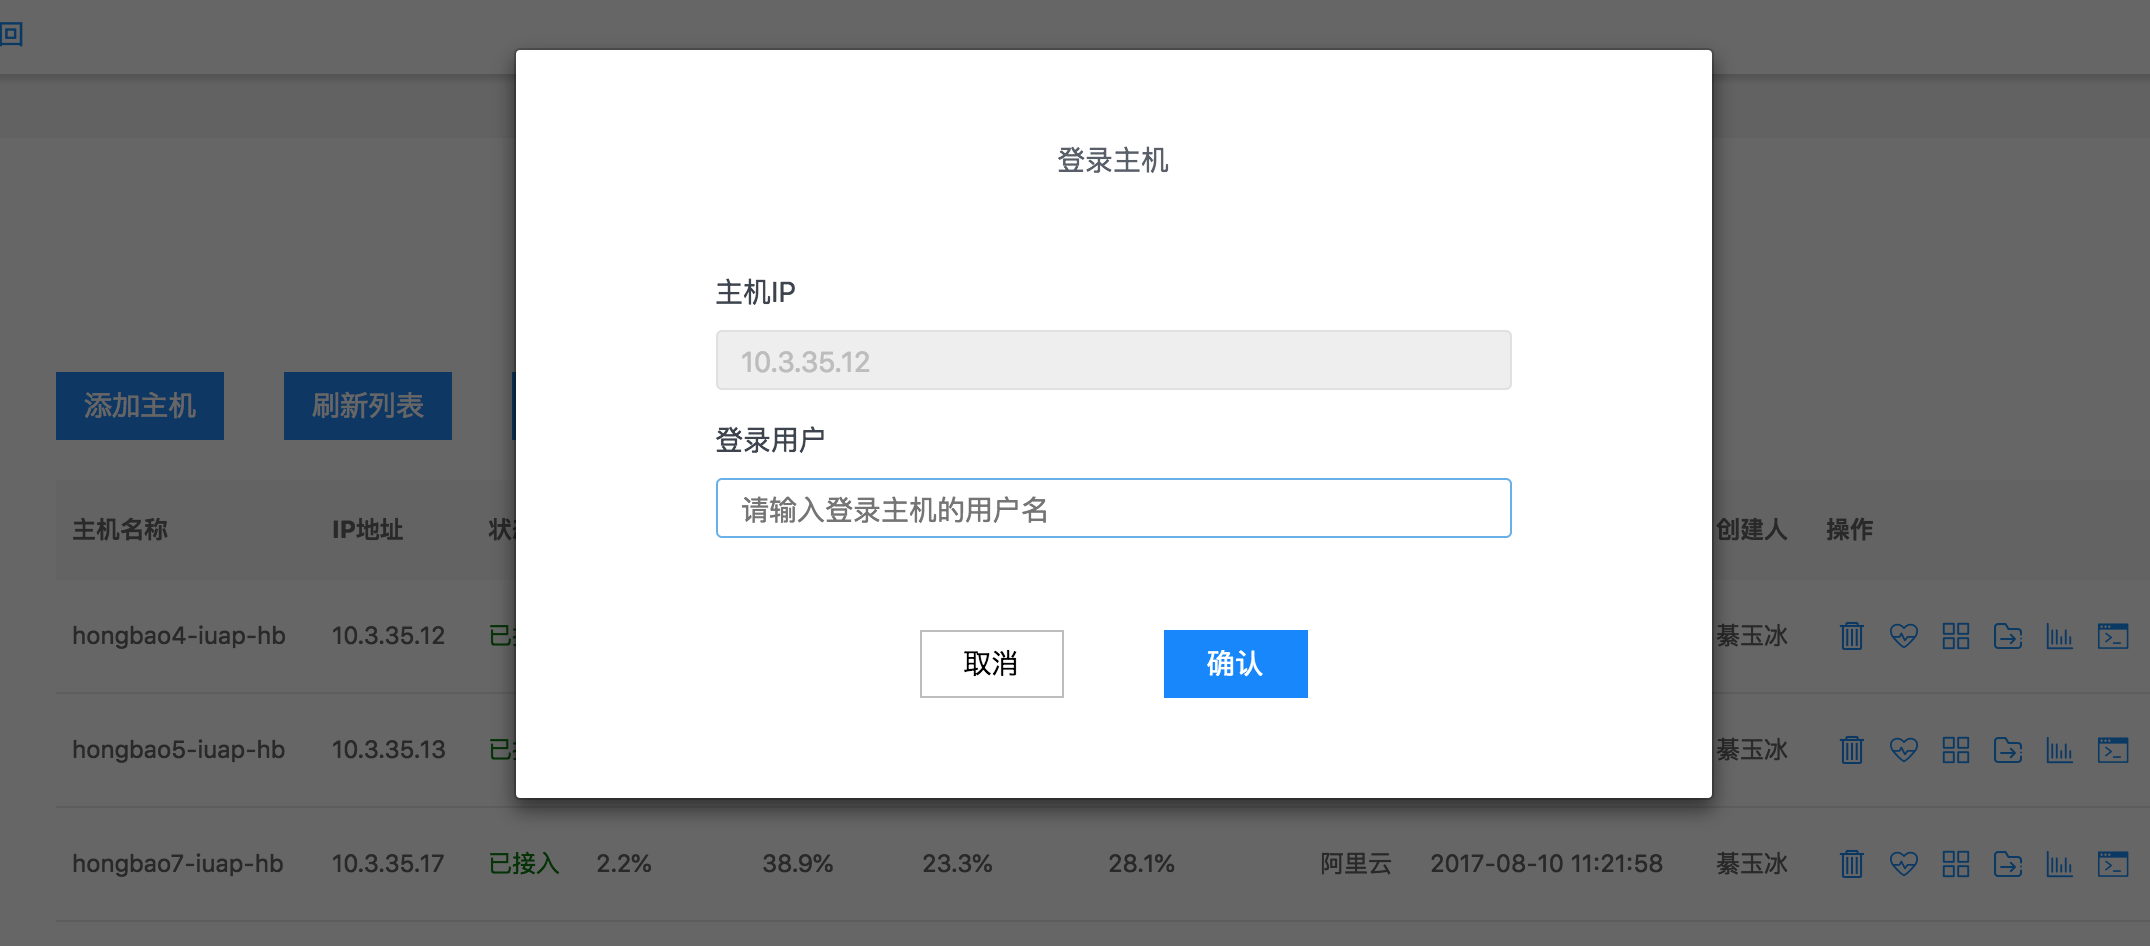 回
登录主机
主机IP
10.3.35.12
登录用户
请输入登录主机的用户名
取消 确认
添加主机 刷新列表
主机名称 IP地址 创建人 操作
hongbao4-iuap-hb 10.3.35.12 已 綦玉冰
hongbao5-iuap-hb 10.3.35.13 已 綦玉冰
hongbao7-iuap-hb 10.3.35.17 已接入 2.2% 38.9% 23.3% 28.1% 阿里云 2017-08-10 11:21:58 綦玉冰